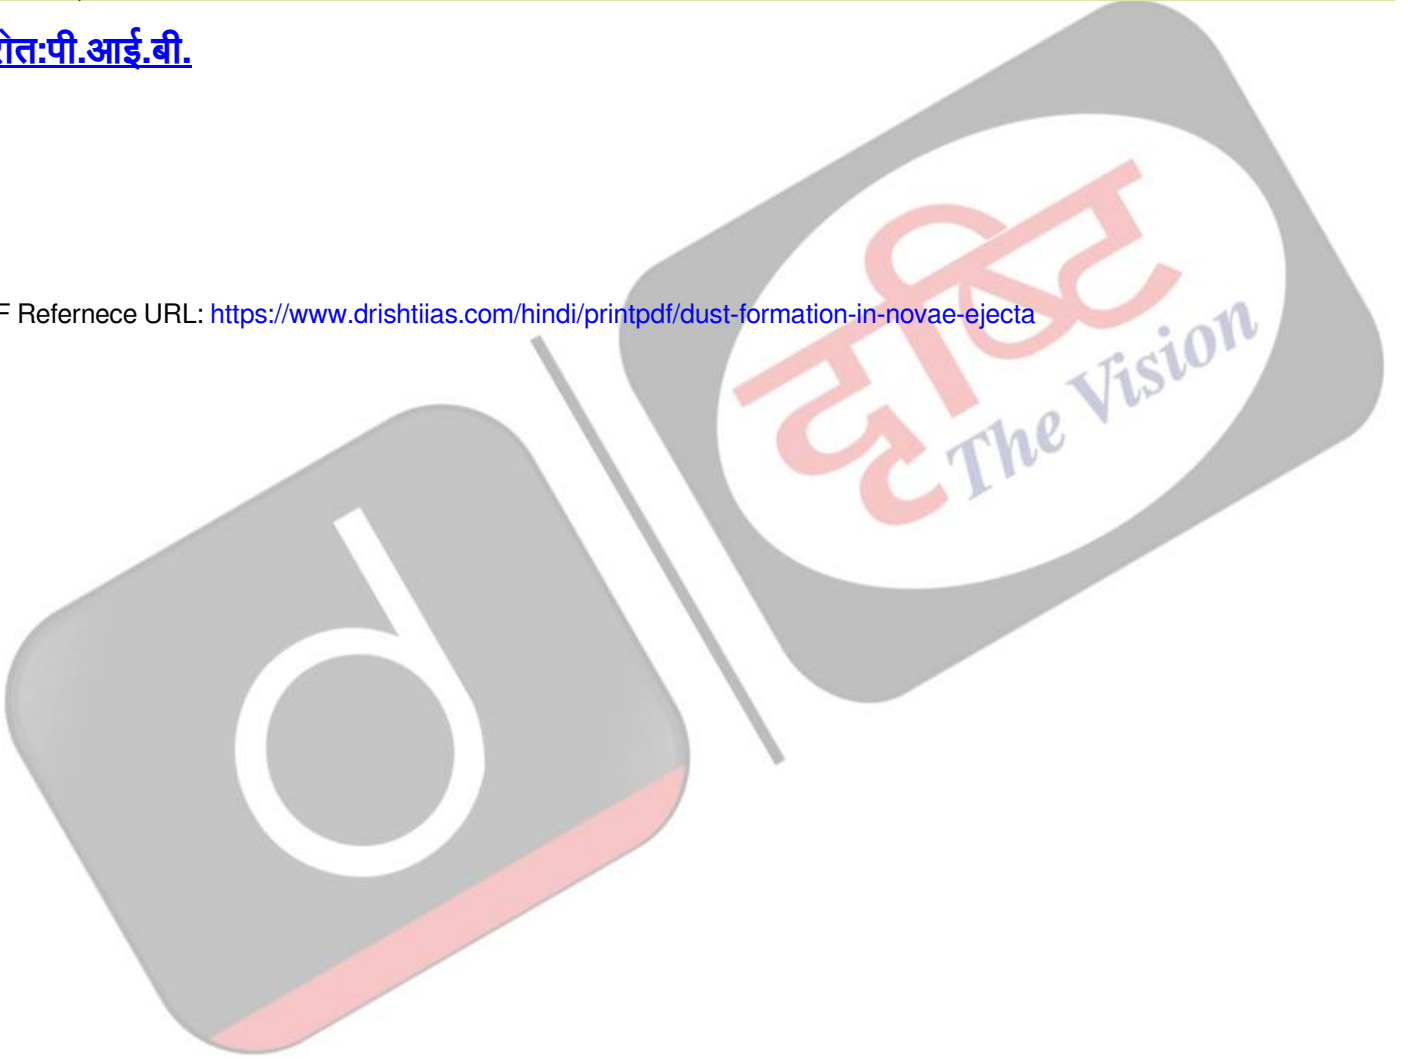 रोत:पी.आई.बी.
F Refernece URL: https://www.drishtiias.com/hindi/printpdf/dust-formation-in-novae-ejecta
दृष्टि
The Vision